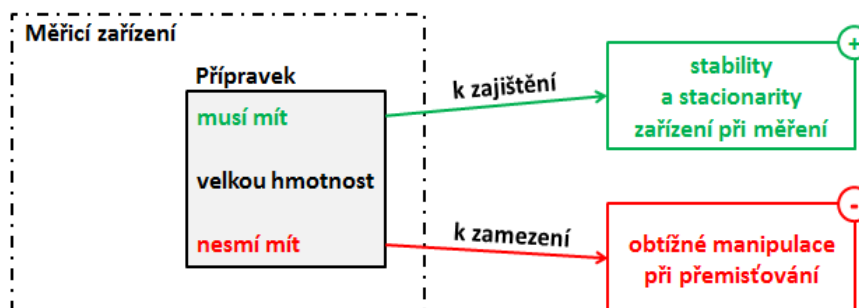 Měřicí zařízení
Přípravek
musí mít
velkou hmotnost
nesmí mít
k zajištění
+
stability
a stacionarity
zařízení při měření
k zamezení
-
obtížné manipulace
při přemisťování